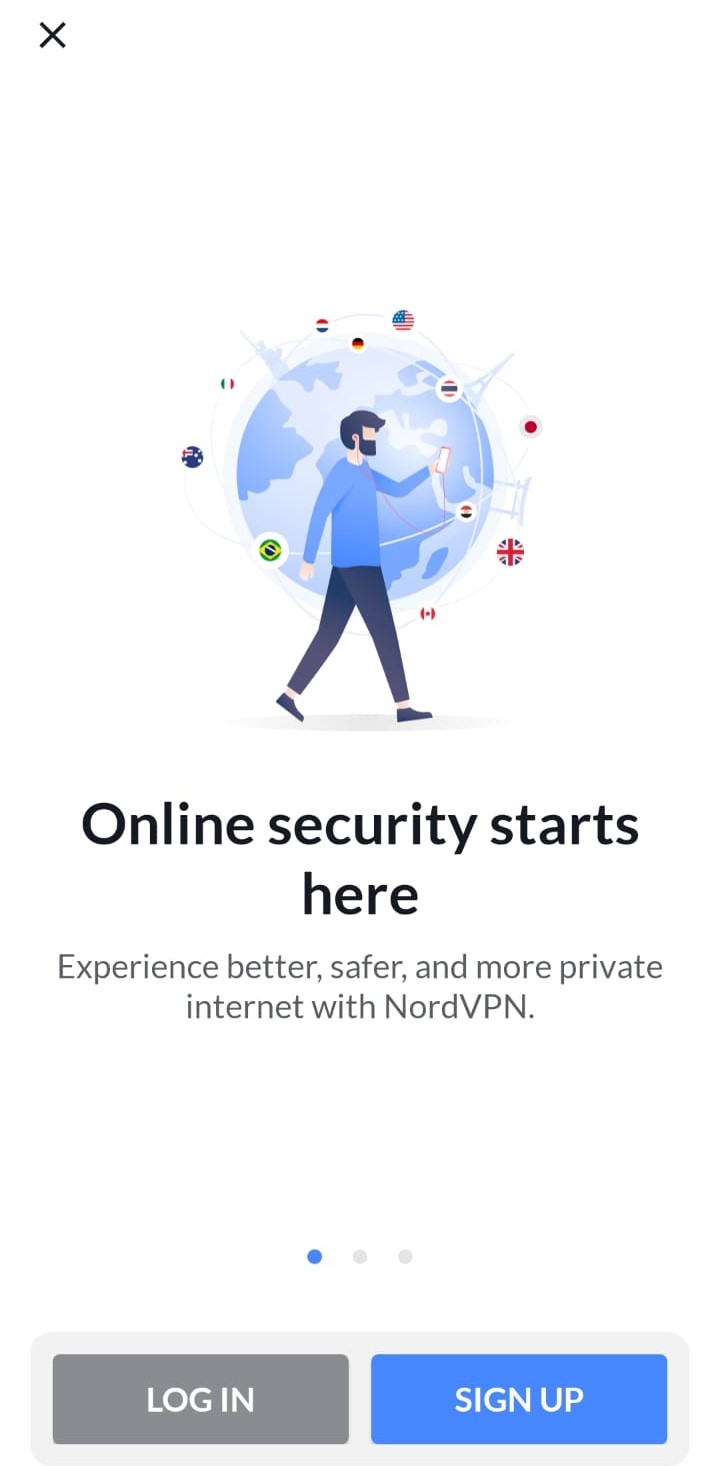 Online security starts
here
Experience better, safer, and more private
internet with NordVPN.
LOG IN
SIGN UP